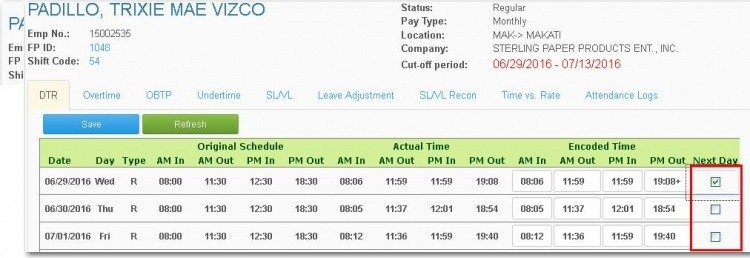 PADILLO, TRIXIE MAE VIZCO
Status: Regular
Pay Type: Monthly
Emp No.: 15002535
Location: MAK-> MAKATI
FP ID: 1048
Company: STERLING PAPER PRODUCTS ENT., INC.
Shift Code: 54
Cut-off period: 06/29/2016 - 07/13/2016
PA
Em
FP
Shi
DTR Overtime OBTP Undertime SL/VL Leave Adjustment SL/VL Recon Time vs. Rate Attendance Logs
Save Refresh
Original Schedule Actual Time Encoded Time
Date Day Type AM In AM Out PM In PM Out AM In AM Out PM In PM Out AM In AM Out PM In PM Out Next Day
06/29/2016 Wed R 08:00 11:30 12:30 18:30 08:06 11:59 11:59 19:08 08:06 11:59 11:59 19:08+
06/30/2016 Thu R 08:00 11:30 12:30 18:30 08:05 11:37 12:01 18:54 08:05 11:37 12:01 18:54
07/01/2016 Fri R 08:00 11:30 12:30 18:30 08:12 11:36 11:59 19:40 08:12 11:36 11:59 19:40